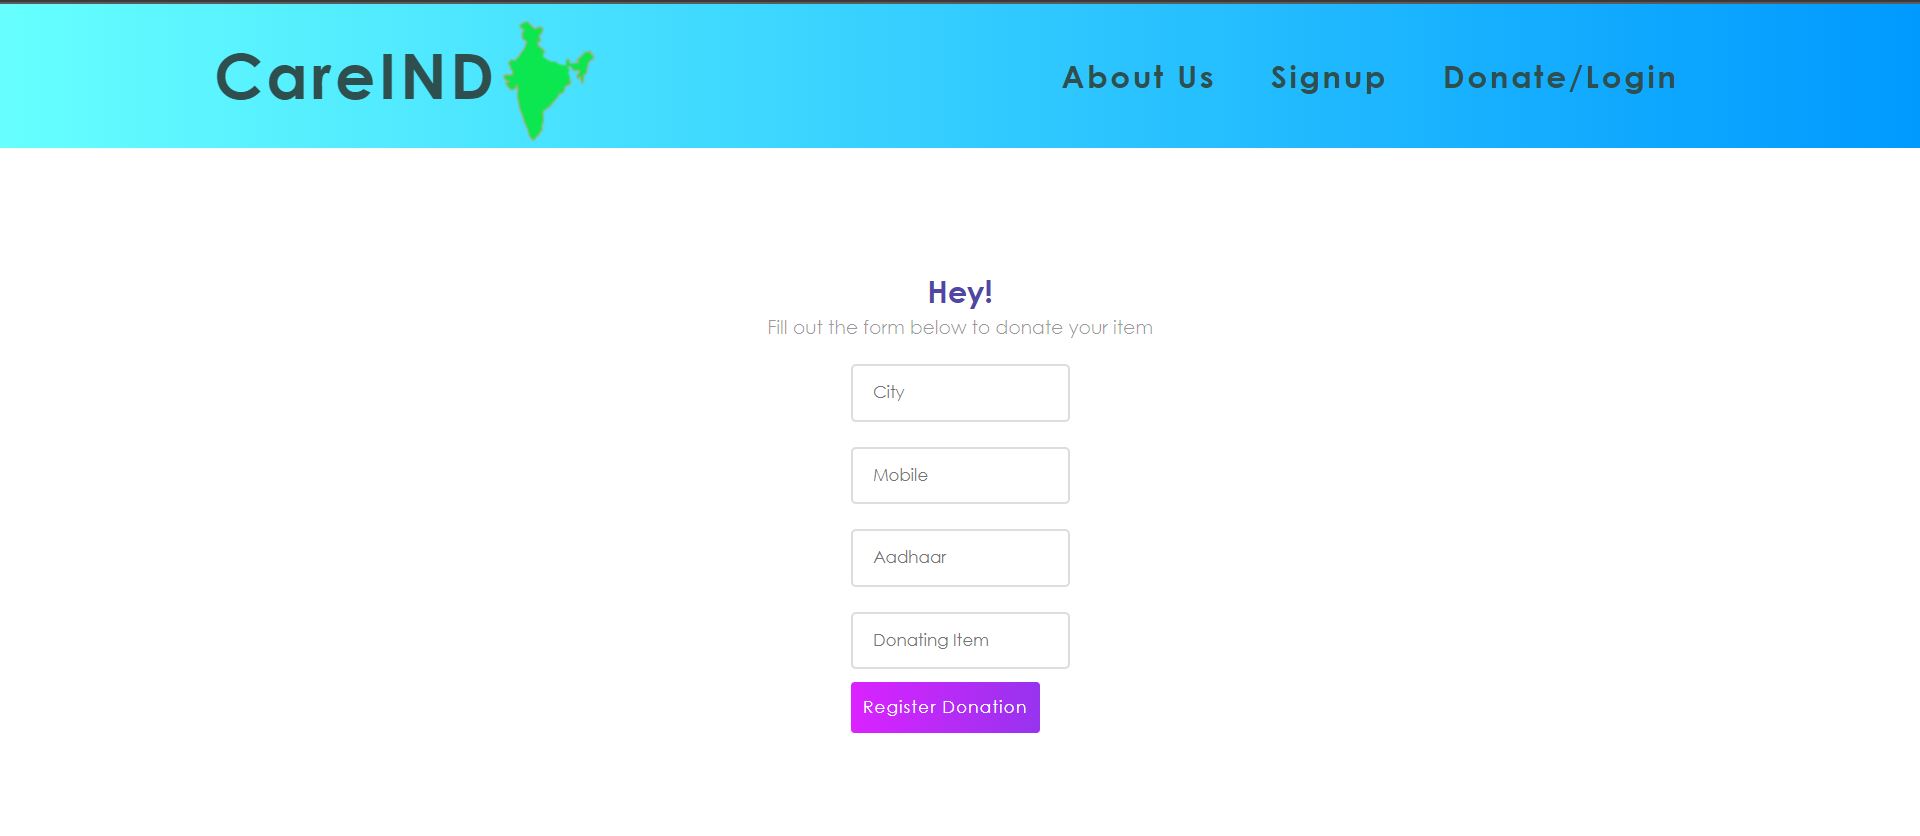 CareIND
About Us Signup Donate/Login
Hey!
Fill out the form below to donate your item
City
Mobile
Aadhaar
Donating Item
Register Donation